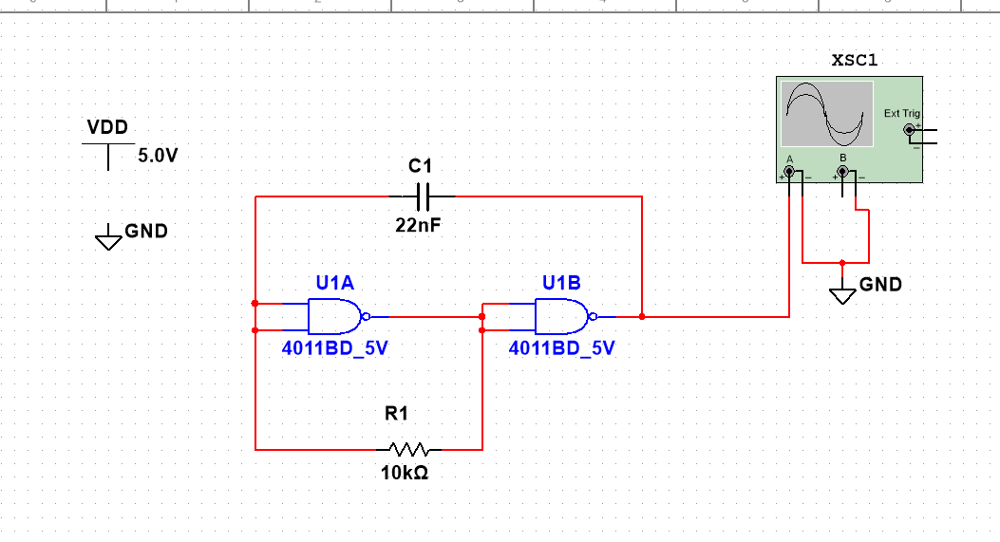 XSC1
Ext Trig
+
−
A
B
+
−
+
−
VDD
5.0V
GND
C1
22nF
U1A
4011BD_5V
U1B
4011BD_5V
GND
R1
10kΩ